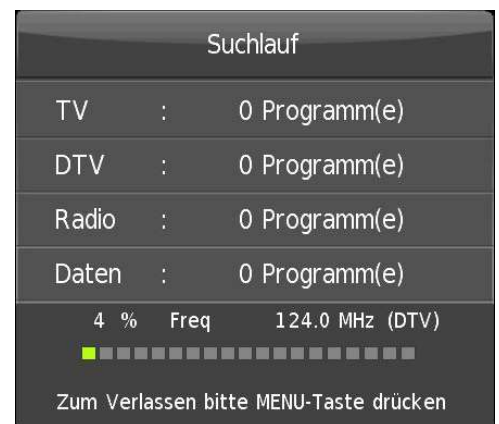 Suchlauf
TV : 0 Programm(e)
DTV : 0 Programm(e)
Radio : 0 Programm(e)
Daten : 0 Programm(e)
4 % Freq 124.0 MHz (DTV)
Zum Verlassen bitte MENU-Taste drücken